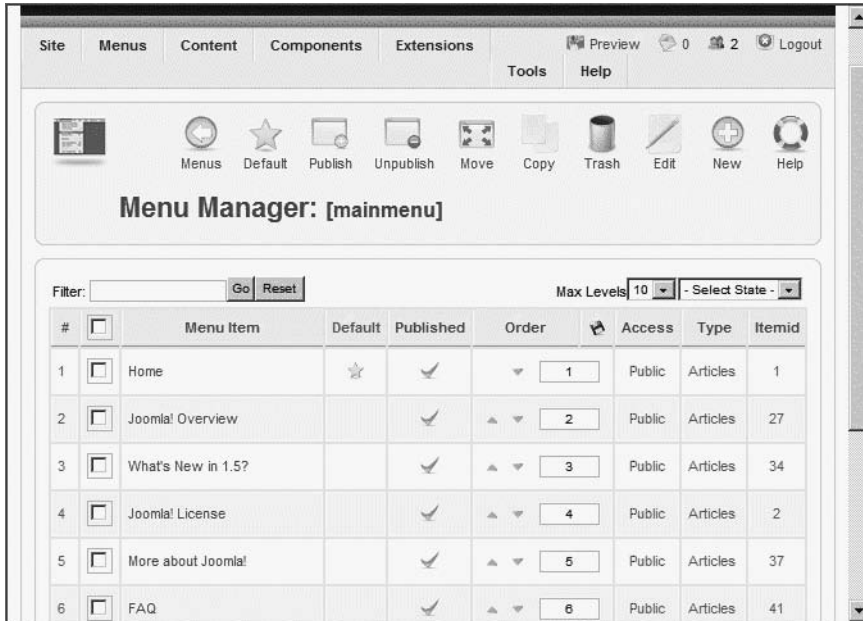 Site Menus Content Components Extensions Preview 0 2 Logout
Tools Help
Menus Default Publish Unpublish Move Copy Trash Edit New Help
Menu Manager: [mainmenu]
Filter: Go Reset Max Levels 10 - Select State -
# Menu Item Default Published Order Access Type Itemid
1 Home 1 Public Articles 1
2 Joomla! Overview 2 Public Articles 27
3 What's New in 1.5? 3 Public Articles 34
4 Joomla! License 4 Public Articles 2
5 More about Joomla! 5 Public Articles 37
6 FAQ 6 Public Articles 41